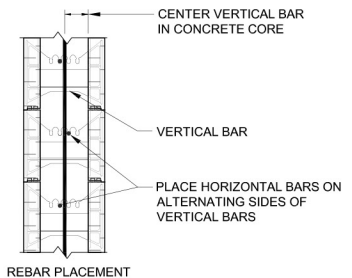 CENTER VERTICAL BAR
IN CONCRETE CORE
VERTICAL BAR
PLACE HORIZONTAL BARS ON
ALTERNATING SIDES OF
VERTICAL BARS
REBAR PLACEMENT